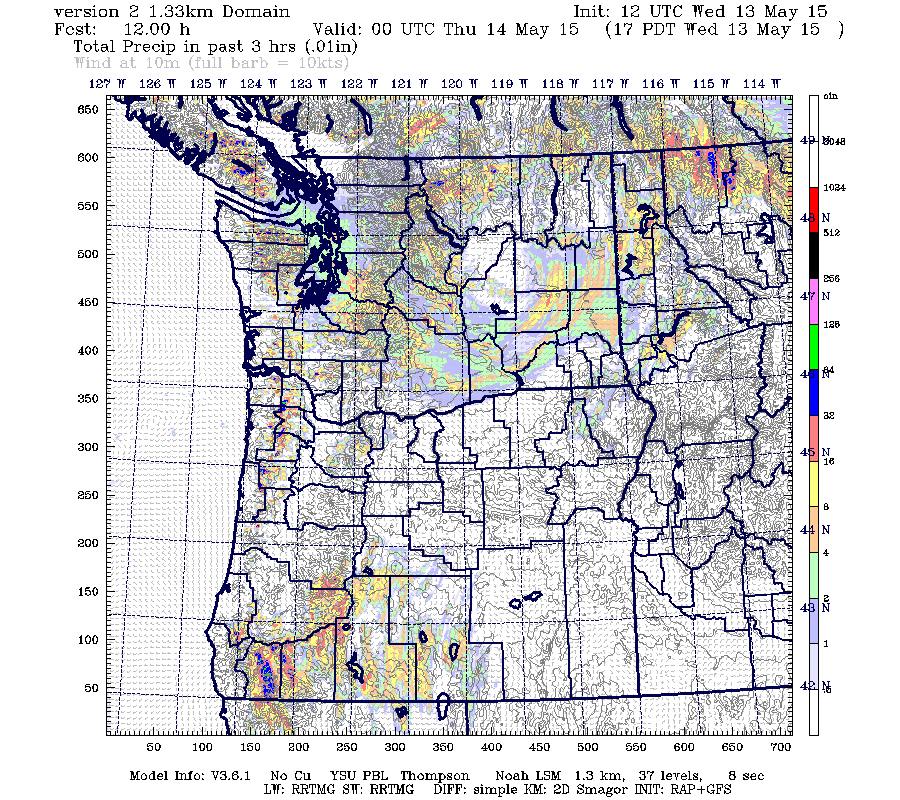 version 2 1.33km Domain Init: 12 UTC Wed 13 May 15
Fcst: 12.00 h Valid: 00 UTC Thu 14 May 15 (17 PDT Wed 13 May 15 )
Total Precip in past 3 hrs (.01in)
Wind at 10m (full barb = 10kts)
127 W 126 W 125 W 124 W 123 W 122 W 121 W 120 W 119 W 118 W 117 W 116 W 115 W 114 W
650
600
550
500
450
400
350
300
250
200
150
100
50
49 N
N
47 N
N
45 N
44 N
43 N
42 N
1024
512
256
128
32
16
8
4
2
1
50 100 150 200 250 300 350 400 450 500 550 600 650 700
Model Info: V3.6.1 No Cu YSU PBL Thompson Noah LSM 1.3 km, 37 levels, 8 sec
LW: RRTMG SW: RRTMG DIFF: simple KM: 2D Smagor INIT: RAP+GFS